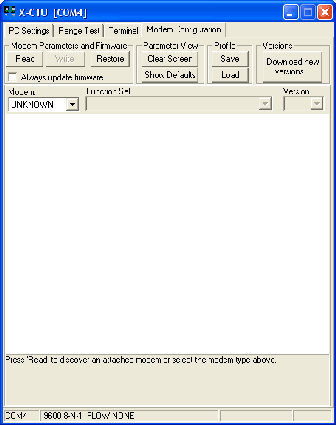 X-CTU [COM4]
PC Settings Range Test Terminal Modem Configuration
Modem Parameters and Firmware Parameter View Profile Versions
Read Write Restore Clear Screen Save Download new versions...
Always update firmware Show Defaults Load
Modem: Function Set Version
UNKNOWN
Press 'Read' to discover an attached modem or select the modem type above.
COM4 9600 8-N-1 FLOW:NONE